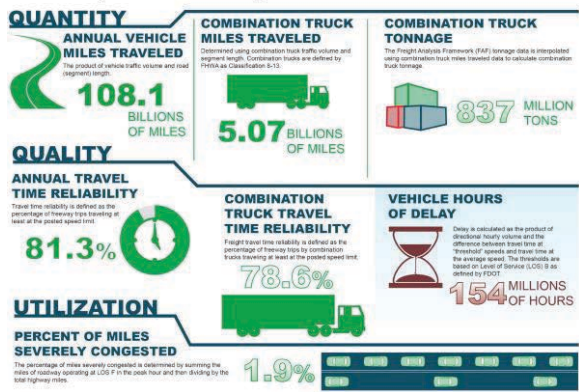 QUANTITY
ANNUAL VEHICLE
MILES TRAVELED
The product of vehicle traffic volume and road
(segment) length.
108.1
BILLIONS
OF MILES
COMBINATION TRUCK
MILES TRAVELED
Determined using combination truck traffic volume and
segment length. Combination trucks are defined by
FHWA as Classification 8-13.
5.07 BILLIONS
OF MILES
COMBINATION TRUCK
TONNAGE
The Freight Analysis Framework (FAF) tonnage data is interpolated
using combination truck miles traveled data to calculate combination
truck tonnage.
837 MILLION
TONS
QUALITY
ANNUAL TRAVEL
TIME RELIABILITY
Travel time reliability is defined as the
percentage of freeway trips traveling at
least at the posted speed limit.
81.3%
COMBINATION
TRUCK TRAVEL
TIME RELIABILITY
Freight travel time reliability is defined as the
percentage of freeway trips by combination
trucks traveling at least at the posted speed limit.
78.6%
VEHICLE HOURS
OF DELAY
Delay is calculated as the product of
directional hourly volume and the
difference between travel time at
"threshold" speeds and travel time at
the average speed. The thresholds are
based on Level of Service (LOS) B as
defined by FDOT.
154 MILLIONS
OF HOURS
UTILIZATION
PERCENT OF MILES
SEVERELY CONGESTED
The percentage of miles severely congested is determined by summing the
miles of roadway operating at LOS F in the peak hour and then dividing by the
total highway miles.
1.9%